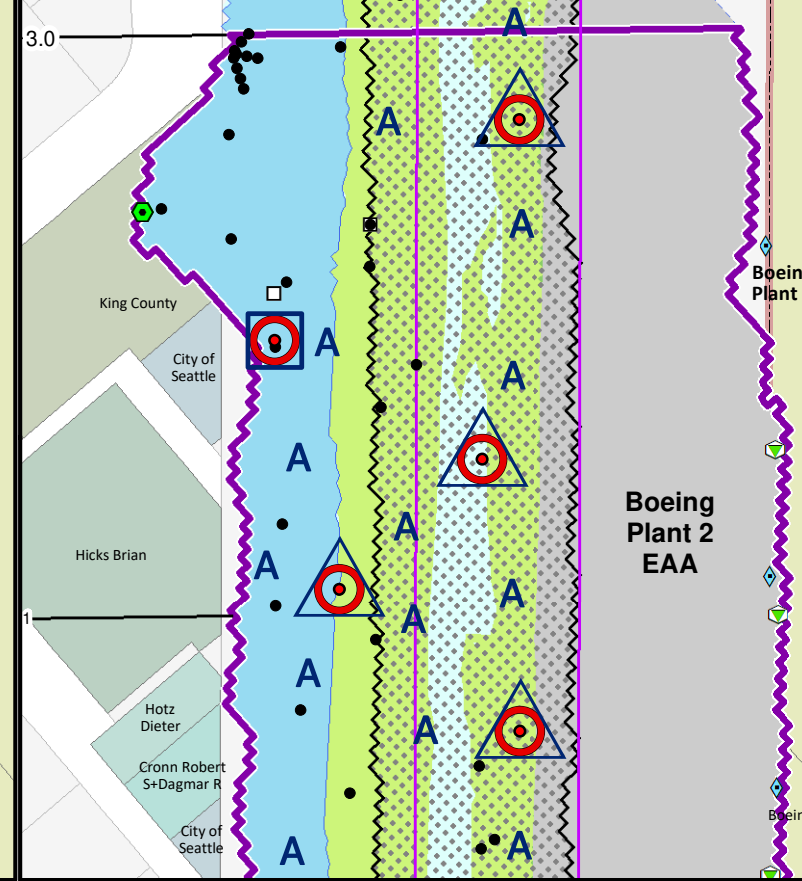 A
3.0
A
A
Boein
Plant
King County
A
City of
Seattle
A
A
Boeing
Plant 2
EAA
A
Hicks Brian
A
A
1
A
A
Hotz
Dieter
A
Cronn Robert
S+Dagmar R
Boein
City of
Seattle
A
A